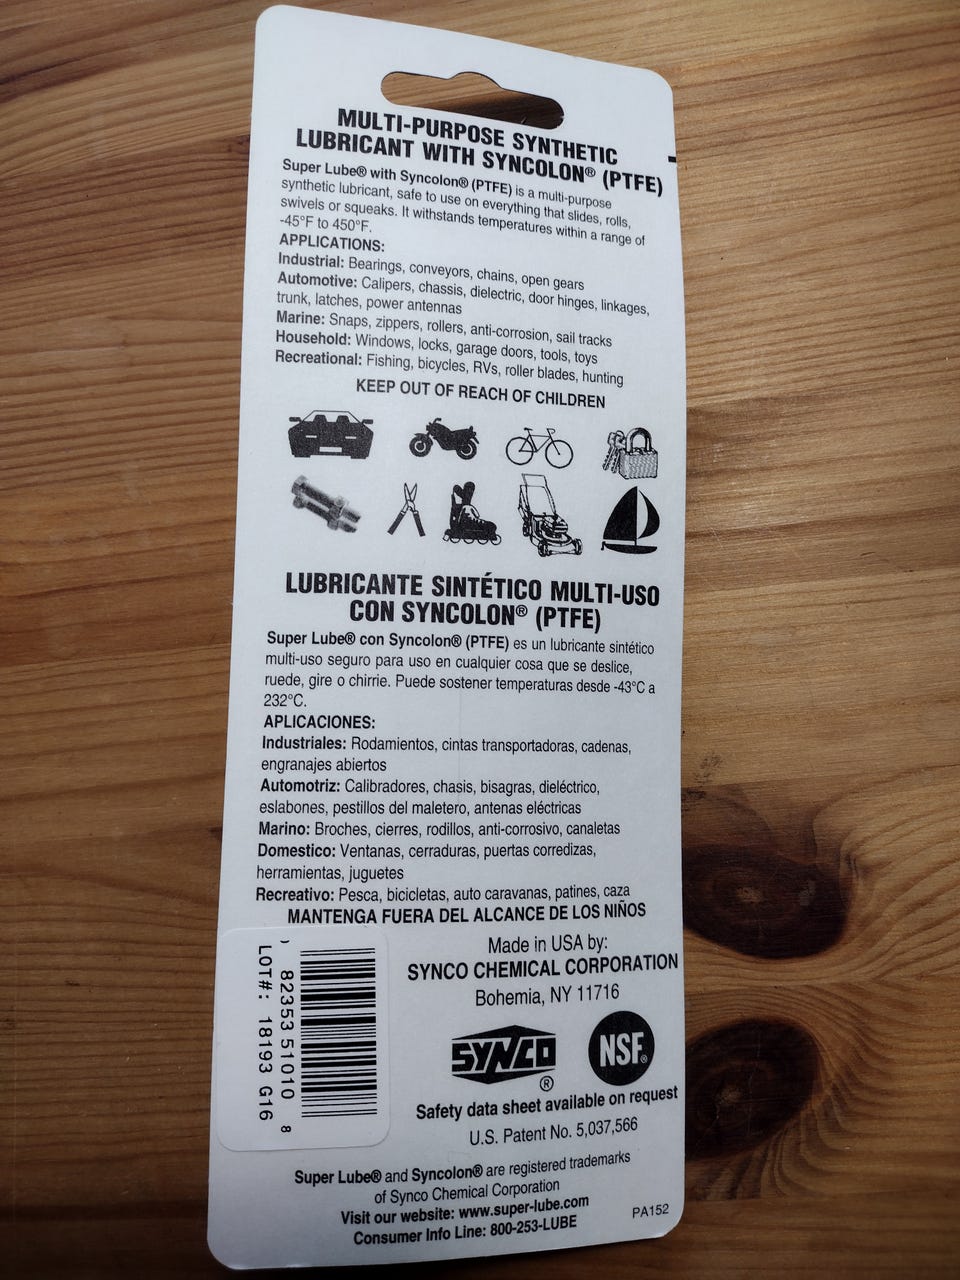 MULTI-PURPOSE SYNTHETIC
LUBRICANT WITH SYNCOLON® (PTFE)
Super Lube® with Syncolon® (PTFE) is a multi-purpose
synthetic lubricant, safe to use on everything that slides, rolls,
swivels or squeaks. It withstands temperatures within a range of
-45°F to 450°F.
APPLICATIONS:
Industrial: Bearings, conveyors, chains, open gears
Automotive: Calipers, chassis, dielectric, door hinges, linkages,
trunk, latches, power antennas
Marine: Snaps, zippers, rollers, anti-corrosion, sail tracks
Household: Windows, locks, garage doors, tools, toys
Recreational: Fishing, bicycles, RVs, roller blades, hunting
KEEP OUT OF REACH OF CHILDREN
LUBRICANTE SINTÉTICO MULTI-USO
CON SYNCOLON® (PTFE)
Super Lube® con Syncolon® (PTFE) es un lubricante sintético
multi-uso seguro para uso en cualquier cosa que se deslice,
ruede, gire o chirrie. Puede sostener temperaturas desde -43°C a
232°C.
APLICACIONES:
Industriales: Rodamientos, cintas transportadoras, cadenas,
engranajes abiertos
Automotriz: Calibradores, chasis, bisagras, dieléctrico,
eslabones, pestillos del maletero, antenas eléctricas
Marino: Broches, cierres, rodillos, anti-corrosivo, canaletas
Domestico: Ventanas, cerraduras, puertas corredizas,
herramientas, juguetes
Recreativo: Pesca, bicicletas, auto caravanas, patines, caza
MANTENGA FUERA DEL ALCANCE DE LOS NIÑOS
82353 51010 8
LOT#: 18193 G16
Made in USA by:
SYNCO CHEMICAL CORPORATION
Bohemia, NY 11716
SYNCO®
NSF®
Safety data sheet available on request
U.S. Patent No. 5,037,566
Super Lube® and Syncolon® are registered trademarks
of Synco Chemical Corporation
Visit our website: www.super-lube.com
Consumer Info Line: 800-253-LUBE
PA152